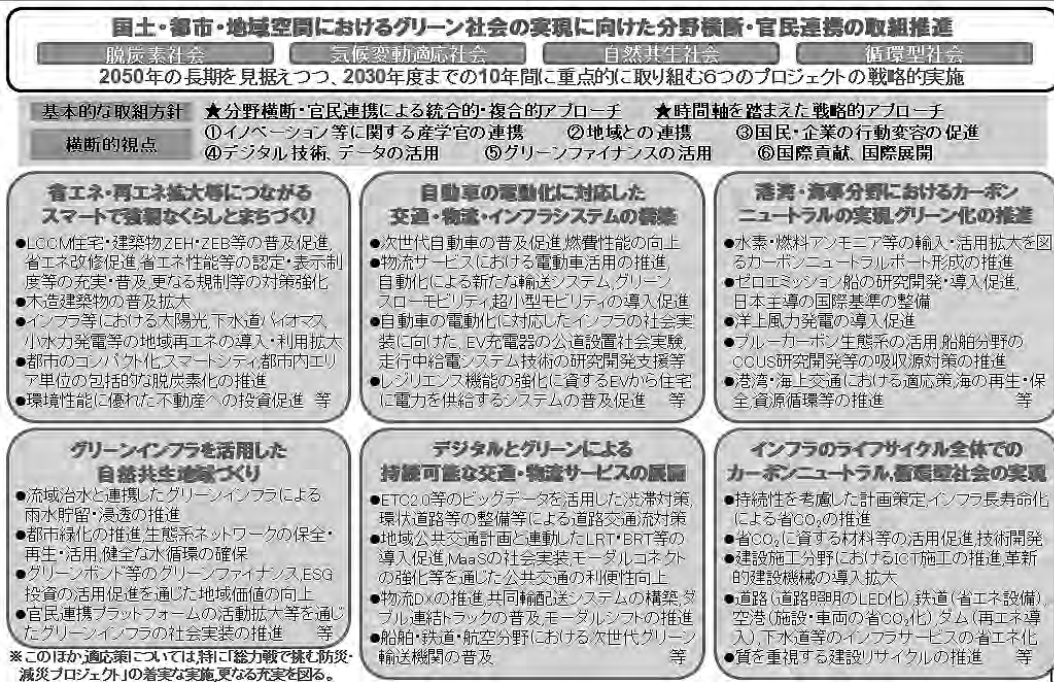 国土・都市・地域空間におけるグリーン社会の実現に向けた分野横断・官民連携の取組推進
脱炭素社会 気候変動適応社会 自然共生社会 循環型社会
2050年の長期を見据えつつ、2030年度までの10年間に重点的に取り組む6つのプロジェクトの戦略的実施
基本的な取組方針 ★分野横断・官民連携による統合的・複合的アプローチ ★時間軸を踏まえた戦略的アプローチ
横断的視点
①イノベーション等に関する産学官の連携 ②地域との連携 ③国民・企業の行動変容の促進
④デジタル技術、データの活用 ⑤グリーンファイナンスの活用 ⑥国際貢献、国際展開
省エネ・再エネ拡大等につながる
スマートで強靱なくらしとまちづくり
●LCCM住宅・建築物,ZEH・ZEB等の普及促進,
省エネ改修促進,省エネ性能等の認定・表示制
度等の充実・普及,更なる規制等の対策強化
●木造建築物の普及拡大
●インフラ等における太陽光,下水道バイオマス,
小水力発電等の地域再エネの導入・利用拡大
●都市のコンパクト化,スマートシティ,都市内エリ
ア単位の包括的な脱炭素化の推進
●環境性能に優れた不動産への投資促進 等
自動車の電動化に対応した
交通・物流・インフラシステムの構築
●次世代自動車の普及促進,燃費性能の向上
●物流サービスにおける電動車活用の推進,
自動化による新たな輸送システム,グリーン
スローモビリティ,超小型モビリティの導入促進
●自動車の電動化に対応したインフラの社会実
装に向けた、EV充電器の公道設置社会実験,
走行中給電システム技術の研究開発支援等
●レジリエンス機能の強化に資するEVから住宅
に電力を供給するシステムの普及促進 等
港湾・海事分野におけるカーボン
ニュートラルの実現,グリーン化の推進
●水素・燃料アンモニア等の輸入・活用拡大を図
るカーボンニュートラルポート形成の推進
●ゼロエミッション船の研究開発・導入促進,
日本主導の国際基準の整備
●洋上風力発電の導入促進
●ブルーカーボン生態系の活用,船舶分野の
CCUS研究開発等の吸収源対策の推進
●港湾・海上交通における適応策,海の再生・保
全,資源循環等の推進 等
グリーンインフラを活用した
自然共生地域づくり
●流域治水と連携したグリーンインフラによる
雨水貯留・浸透の推進
●都市緑化の推進,生態系ネットワークの保全・
再生・活用,健全な水循環の確保
●グリーンボンド等のグリーンファイナンス,ESG
投資の活用促進を通じた地域価値の向上
●官民連携プラットフォームの活動拡大等を通じ
たグリーンインフラの社会実装の推進 等
※このほか,適応策については,特に「総力戦で挑む防災・
減災プロジェクト」の着実な実施,更なる充実を図る。
デジタルとグリーンによる
持続可能な交通・物流サービスの展開
●ETC2.0等のビッグデータを活用した渋滞対策,
環状道路等の整備等による道路交通流対策
●地域公共交通計画と連動したLRT・BRT等の
導入促進,MaaSの社会実装,モーダルコネクト
の強化等を通じた公共交通の利便性向上
●物流DXの推進,共同輸配送システムの構築,ダ
ブル連結トラックの普及,モーダルシフトの推進
●船舶・鉄道・航空分野における次世代グリーン
輸送機関の普及 等
インフラのライフサイクル全体での
カーボンニュートラル,循環型社会の実現
●持続性を考慮した計画策定,インフラ長寿命化
による省CO₂の推進
●省CO₂に資する材料等の活用促進,技術開発
●建設施工分野におけるICT施工の推進,革新
的建設機械の導入拡大
●道路（道路照明のLED化）,鉄道（省エネ設備）,
空港（施設・車両の省CO₂化）,ダム（再エネ導
入）,下水道等のインフラサービスの省エネ化
●質を重視する建設リサイクルの推進 等